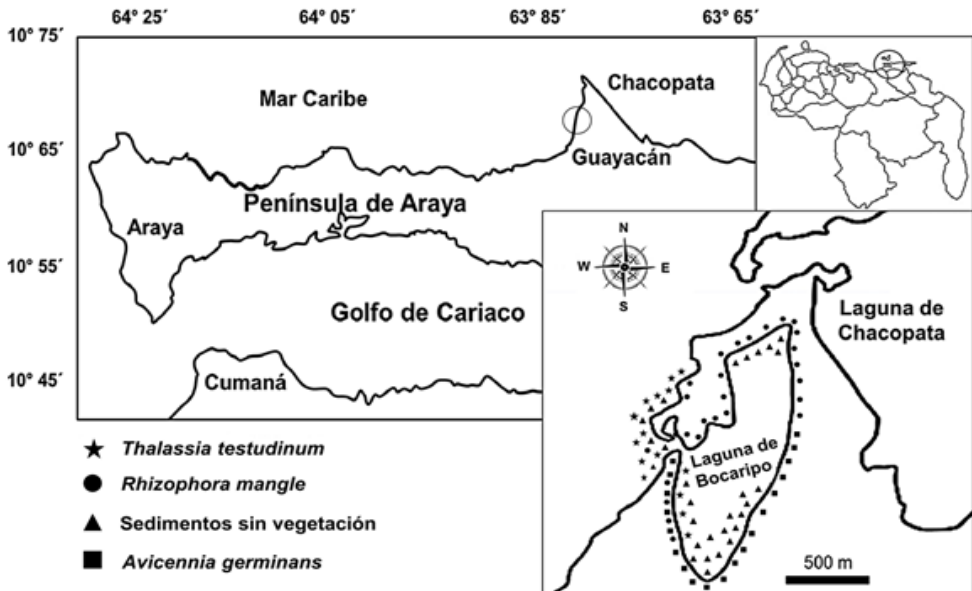 64° 25′ 64° 05′ 63° 85′ 63° 65′
10° 75′
10° 65′
10° 55′
10° 45′
Mar Caribe
Chacopata
Guayacán
Península de Araya
Araya
Golfo de Cariaco
Cumaná
N
W E
S
Laguna de
Chacopata
Laguna de
Bocaripo
500 m
Thalassia testudinum
Rhizophora mangle
Sedimentos sin vegetación
Avicennia germinans